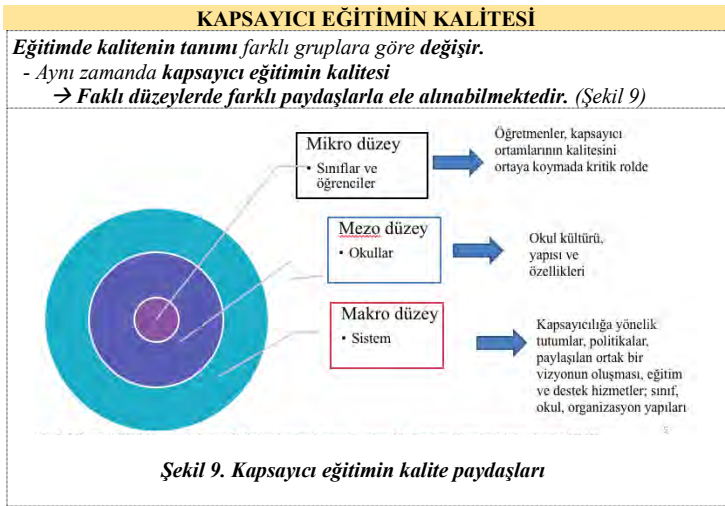 KAPSAYICI EĞİTİMİN KALİTESİ
Eğitimde kalitenin tanımı farklı gruplara göre değişir.
- Aynı zamanda kapsayıcı eğitimin kalitesi
→ Faklı düzeylerde farklı paydaşlarla ele alınabilmektedir. (Şekil 9)
Mikro düzey
• Sınıflar ve
öğrenciler
Öğretmenler, kapsayıcı
ortamlarının kalitesini
ortaya koymada kritik rolde
Mezo düzey
• Okullar
Okul kültürü,
yapısı ve
özellikleri
Makro düzey
• Sistem
Kapsayıcılığa yönelik
tutumlar, politikalar,
paylaşılan ortak bir
vizyonun oluşması, eğitim
ve destek hizmetler; sınıf,
okul, organizasyon yapıları
Şekil 9. Kapsayıcı eğitimin kalite paydaşları